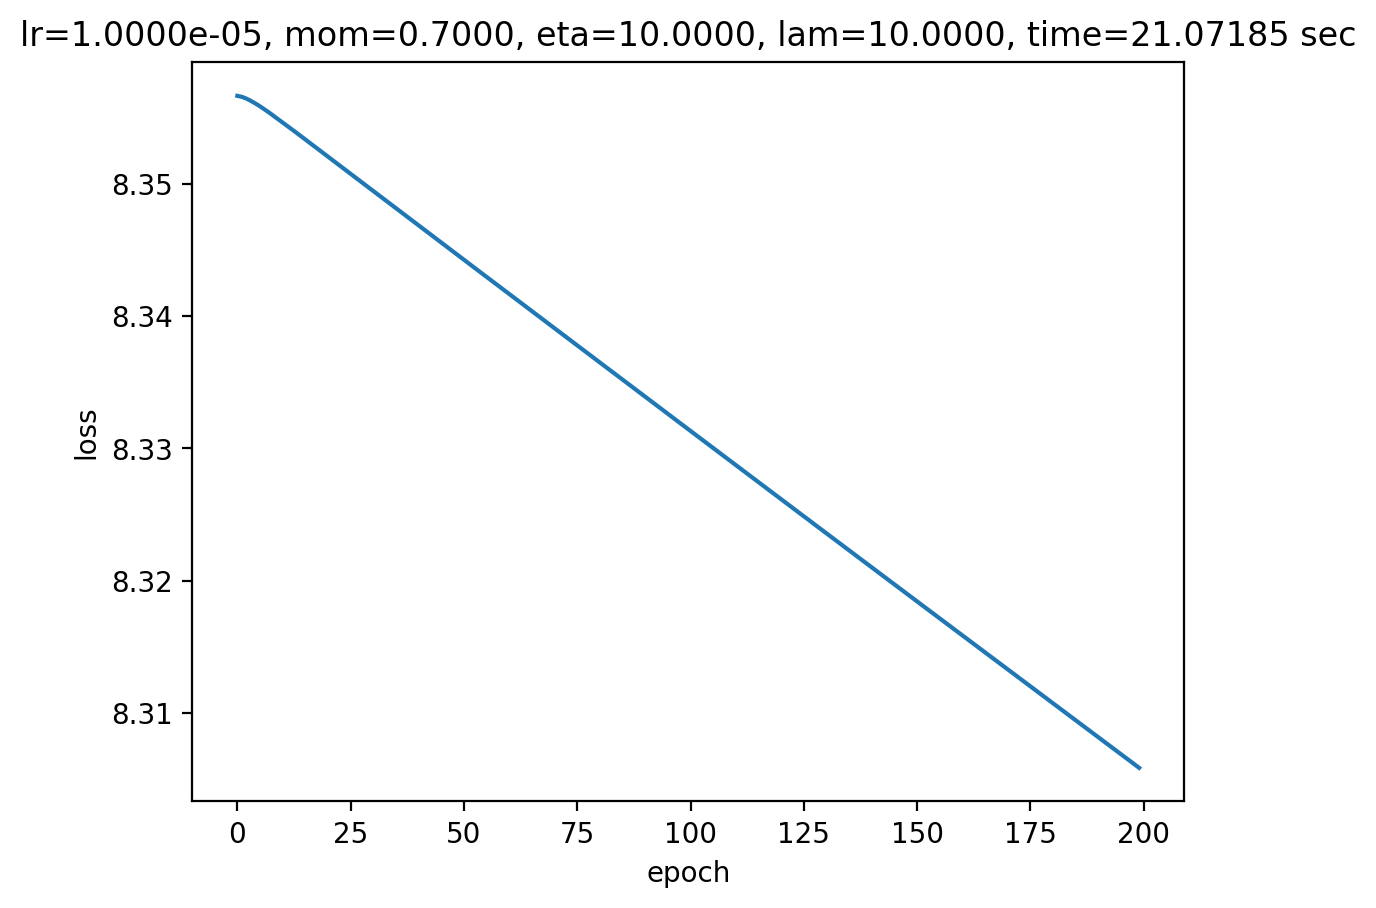 lr=1.0000e-05, mom=0.7000, eta=10.0000, lam=10.0000, time=21.07185 sec
8.35
8.34
8.33
8.32
8.31
loss
0 25 50 75 100 125 150 175 200
epoch